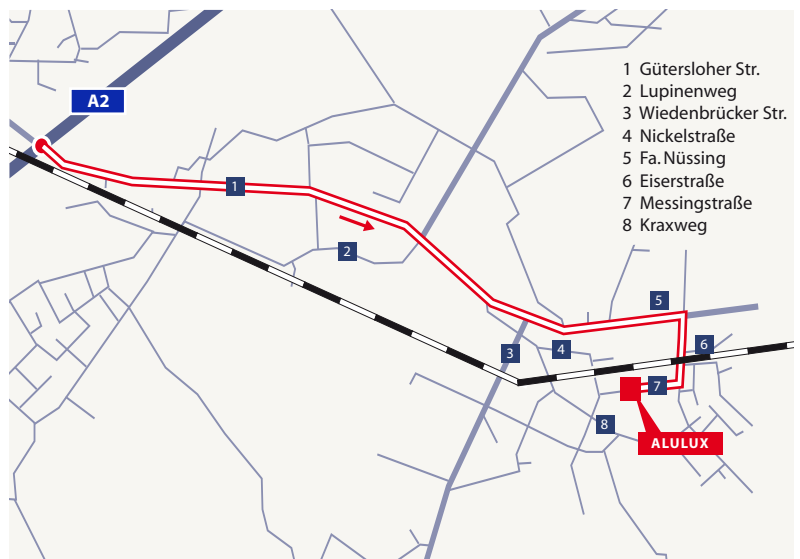 A2
1 Gütersloher Str.
2 Lupinenweg
3 Wiedenbrücker Str.
4 Nickelstraße
5 Fa. Nüssing
6 Eiserstraße
7 Messingstraße
8 Kraxweg
1
2
5
4
6
3
7
8
ALULUX